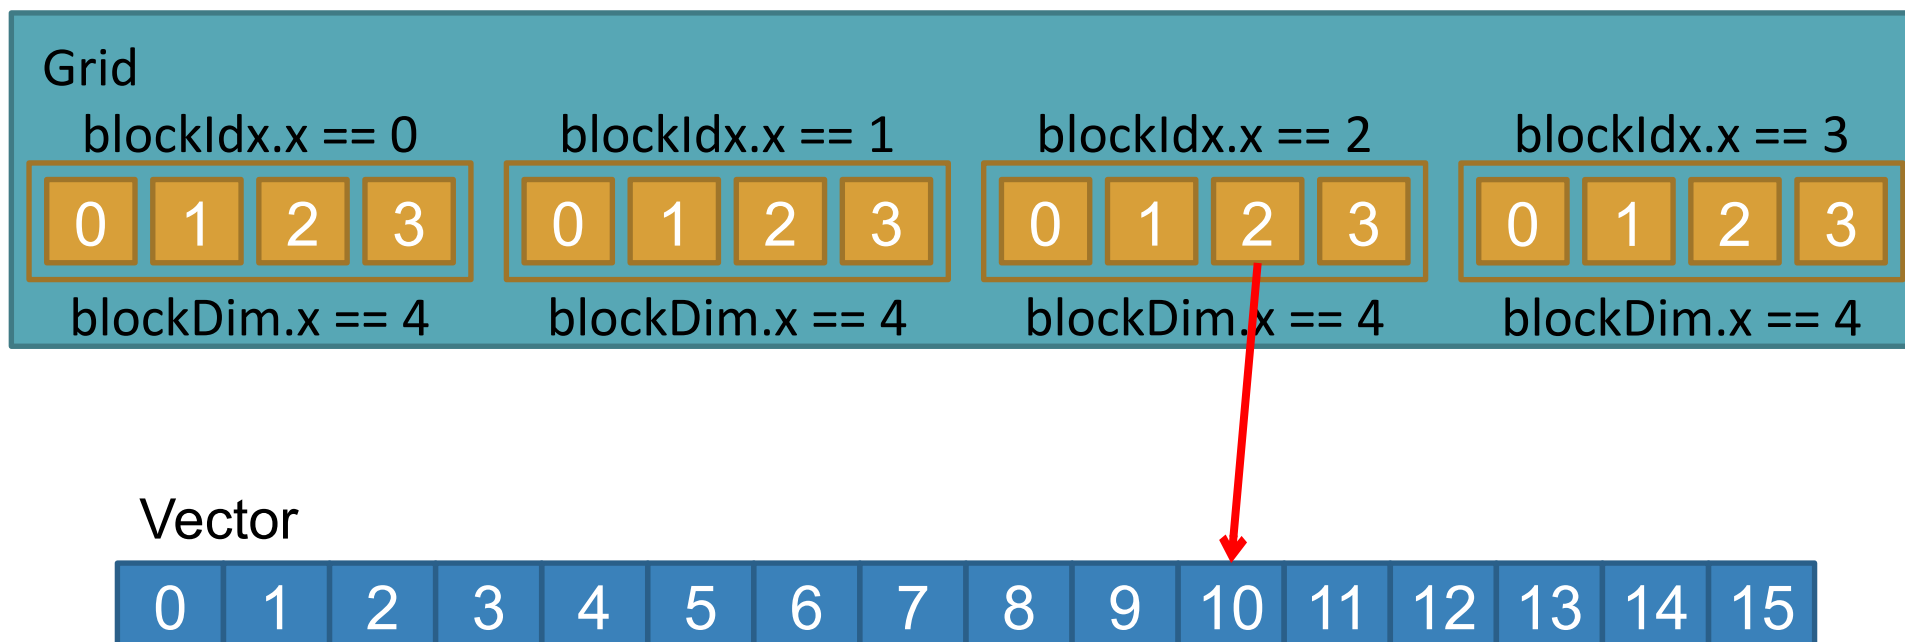 Grid
blockIdx.x == 0 blockIdx.x == 1 blockIdx.x == 2 blockIdx.x == 3
0 1 2 3 0 1 2 3 0 1 2 3 0 1 2 3
blockDim.x == 4 blockDim.x == 4 blockDim.x == 4 blockDim.x == 4
Vector
0 1 2 3 4 5 6 7 8 9 10 11 12 13 14 15